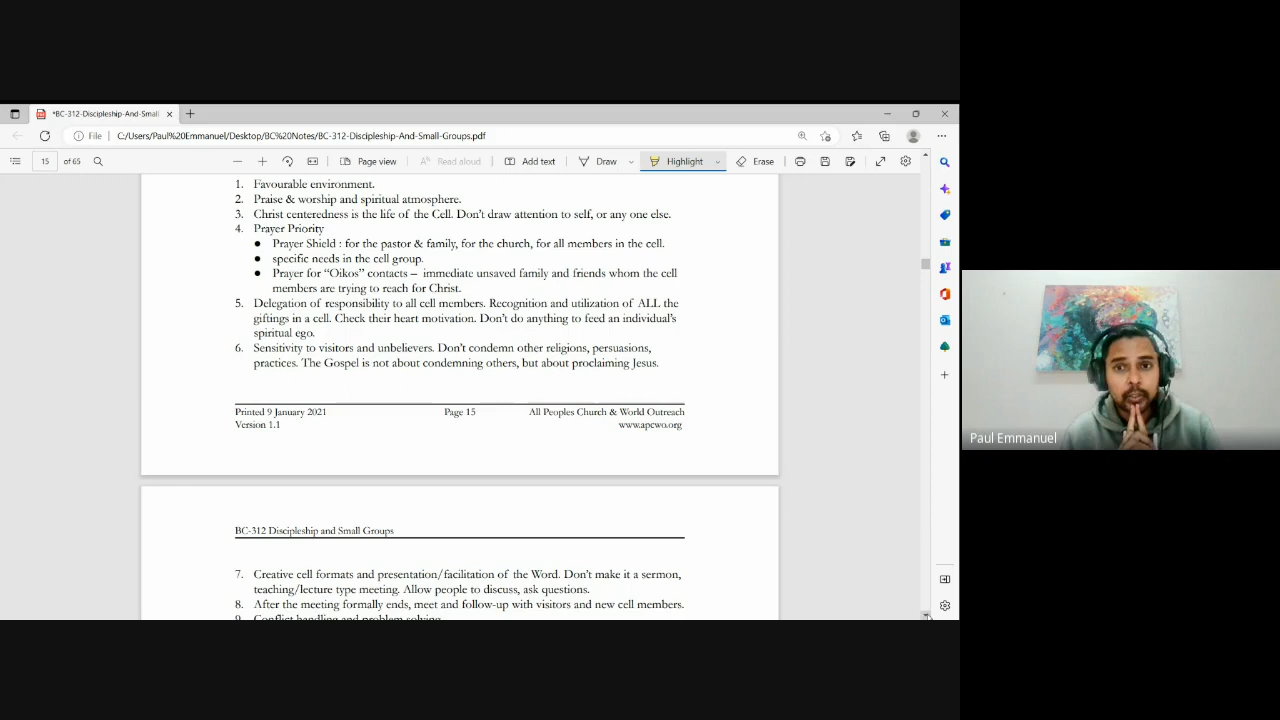 *BC-312-Discipleship-And-Small
File
C:/Users/Paul%20Emmanuel/Desktop/BC%20Notes/BC-312-Discipleship-And-Small-Groups.pdf
15 of 65
Page view
Read aloud
Add text
Draw
Highlight
Erase
1. Favourable environment.
2. Praise & worship and spiritual atmosphere.
3. Christ centeredness is the life of the Cell. Don't draw attention to self, or any one else.
4. Prayer Priority
● Prayer Shield : for the pastor & family, for the church, for all members in the cell.
● specific needs in the cell group.
● Prayer for "Oikos" contacts – immediate unsaved family and friends whom the cell
members are trying to reach for Christ.
5. Delegation of responsibility to all cell members. Recognition and utilization of ALL the
giftings in a cell. Check their heart motivation. Don't do anything to feed an individual's
spiritual ego.
6. Sensitivity to visitors and unbelievers. Don't condemn other religions, persuasions,
practices. The Gospel is not about condemning others, but about proclaiming Jesus.
Printed 9 January 2021 Page 15 All Peoples Church & World Outreach
Version 1.1 www.apcwo.org
BC-312 Discipleship and Small Groups
7. Creative cell formats and presentation/facilitation of the Word. Don't make it a sermon,
teaching/lecture type meeting. Allow people to discuss, ask questions.
8. After the meeting formally ends, meet and follow-up with visitors and new cell members.
9. Conflict handling and problem solving
Paul Emmanuel